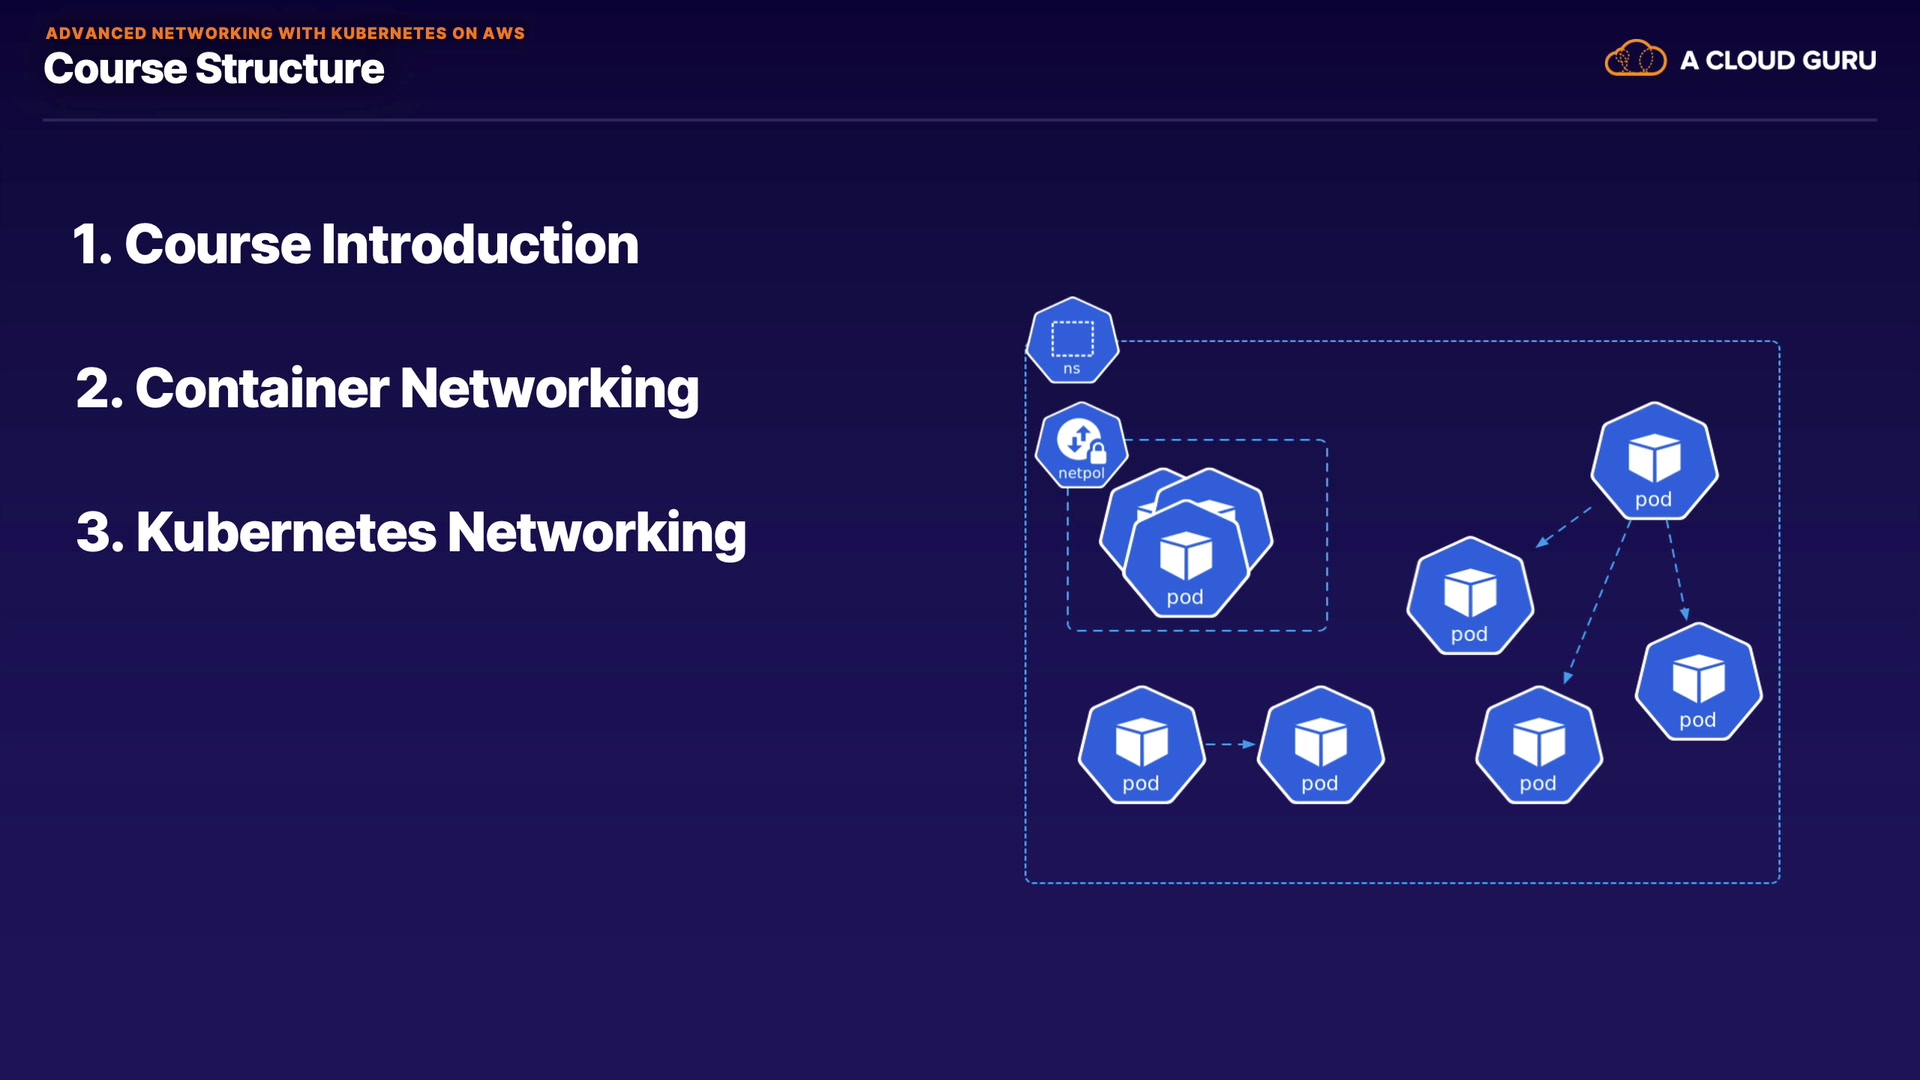 ADVANCED NETWORKING WITH KUBERNETES ON AWS
Course Structure
A CLOUD GURU
1. Course Introduction
2. Container Networking
3. Kubernetes Networking
ns
netpol
pod
pod
pod
pod
pod
pod
pod